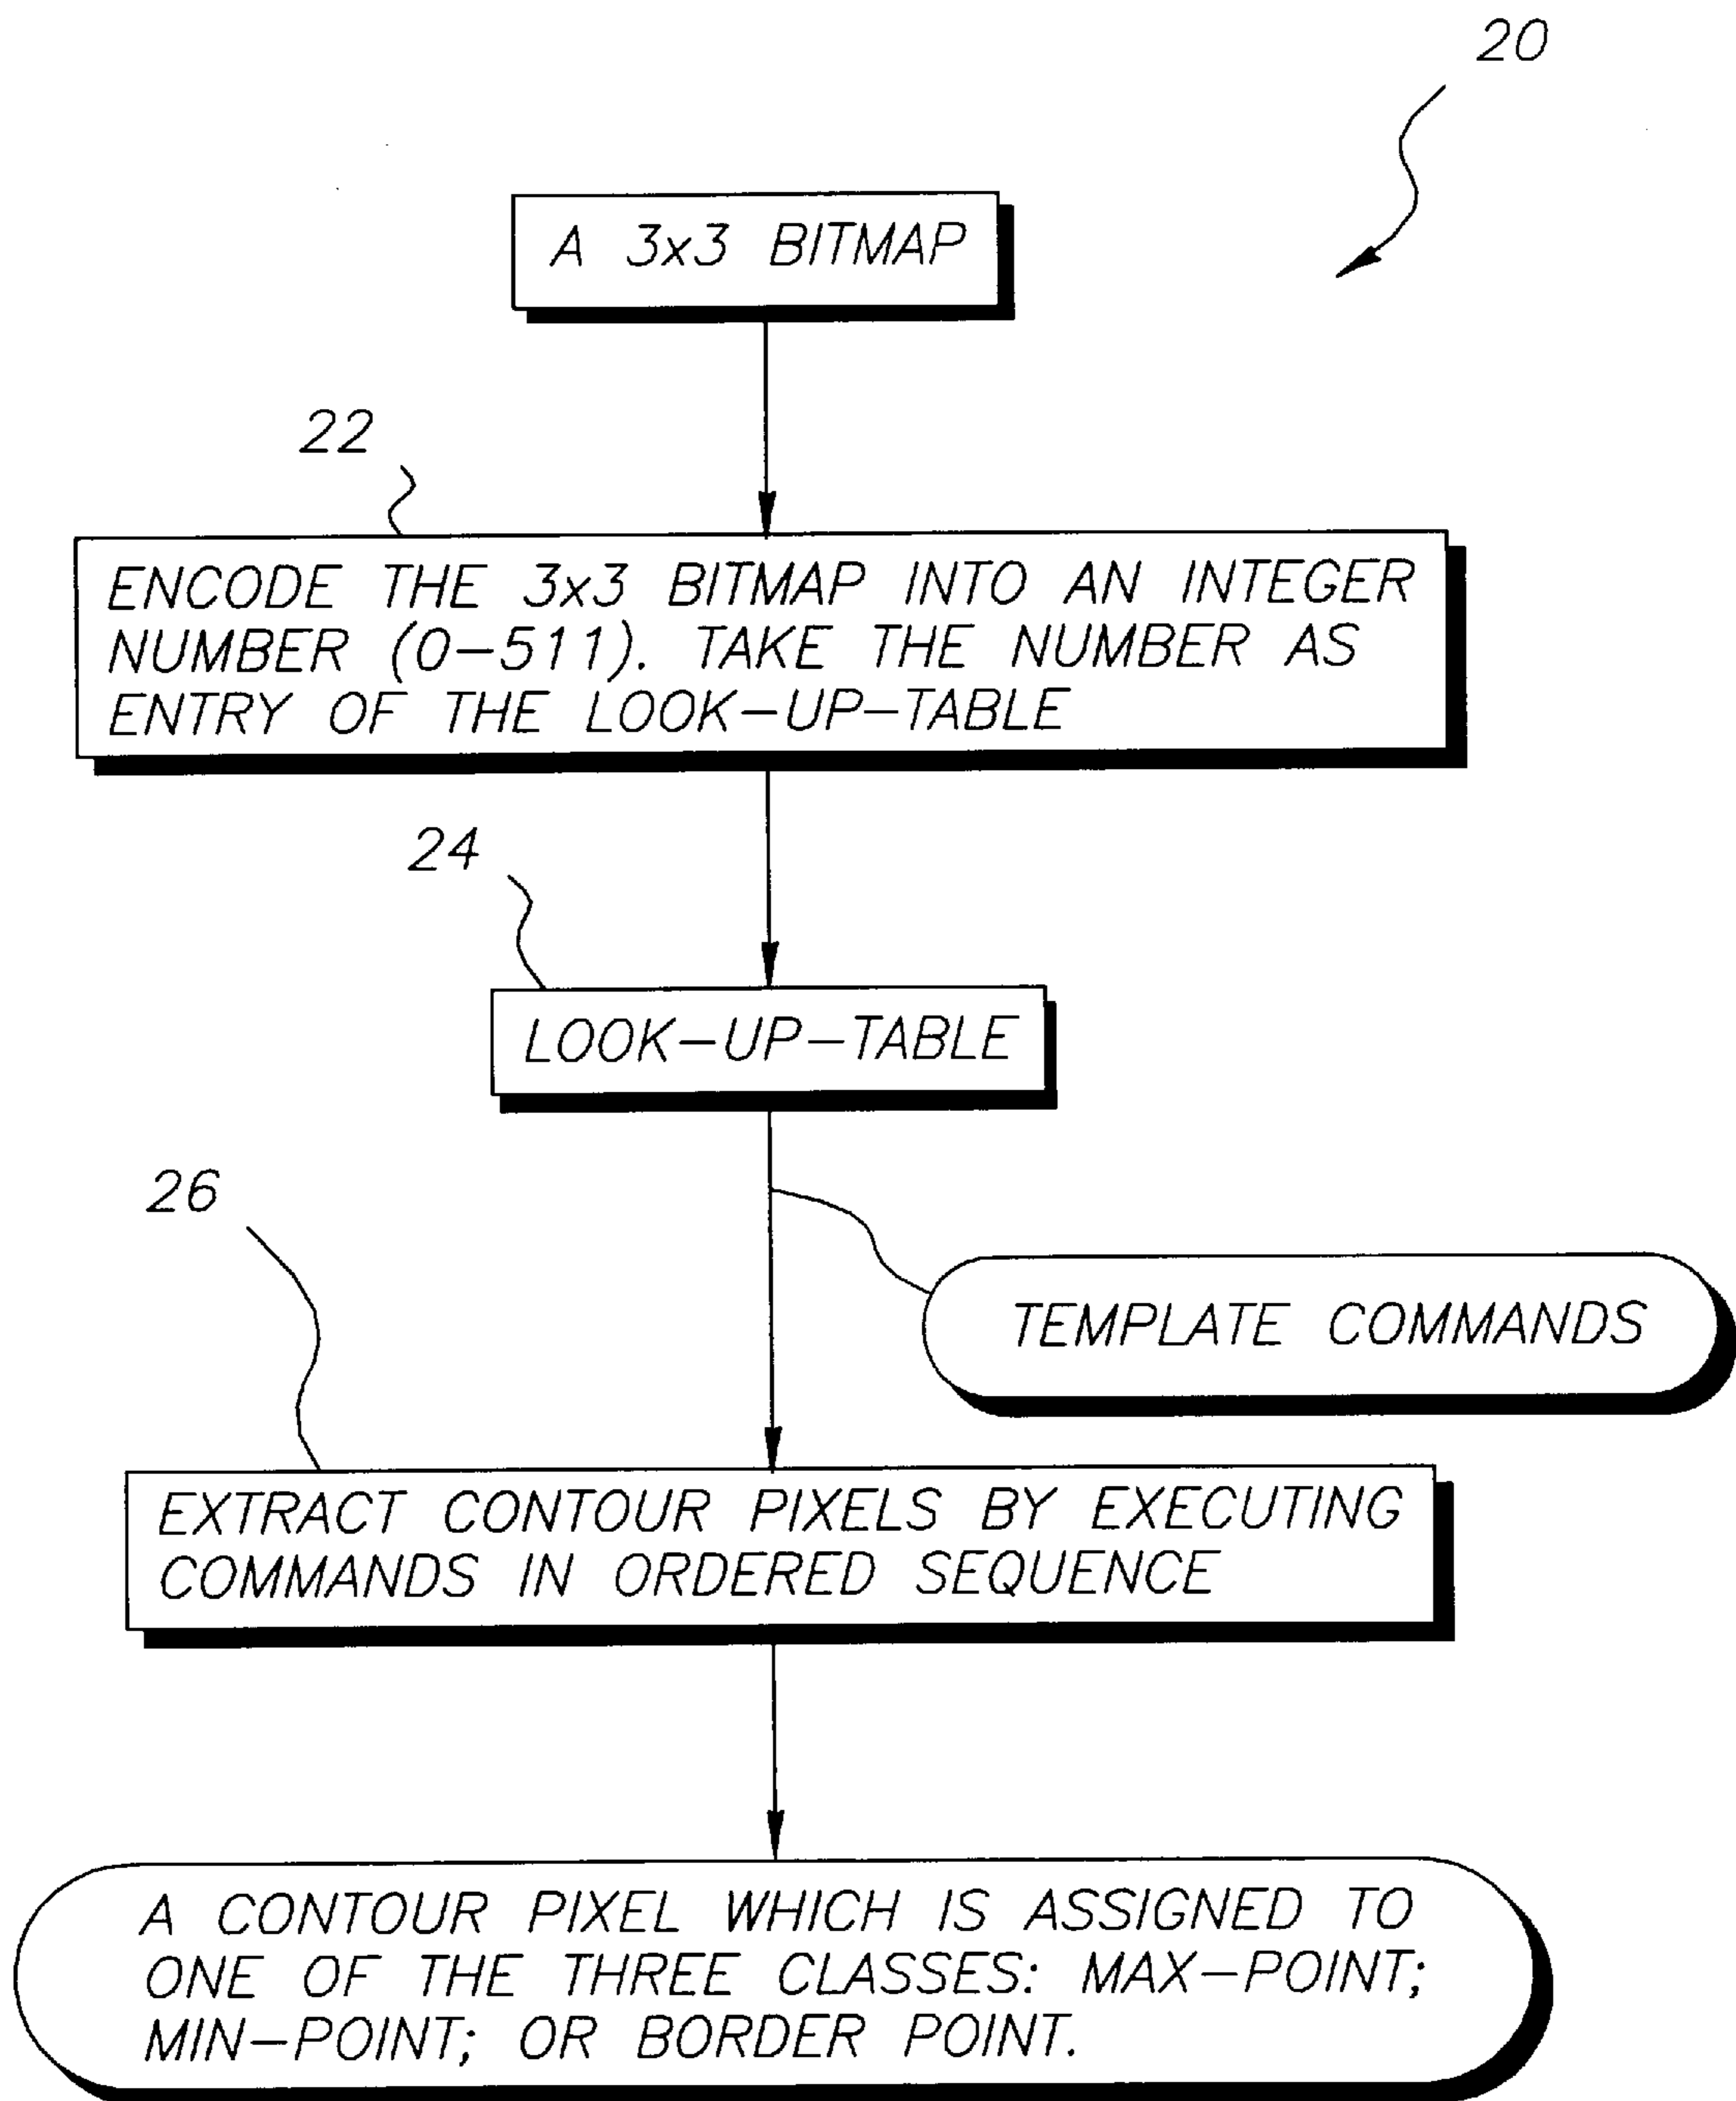 20
A 3x3 BITMAP
22
ENCODE THE 3x3 BITMAP INTO AN INTEGER
NUMBER (0-511). TAKE THE NUMBER AS
ENTRY OF THE LOOK-UP-TABLE
24
LOOK-UP-TABLE
26
TEMPLATE COMMANDS
EXTRACT CONTOUR PIXELS BY EXECUTING
COMMANDS IN ORDERED SEQUENCE
A CONTOUR PIXEL WHICH IS ASSIGNED TO
ONE OF THE THREE CLASSES: MAX-POINT;
MIN-POINT; OR BORDER POINT.